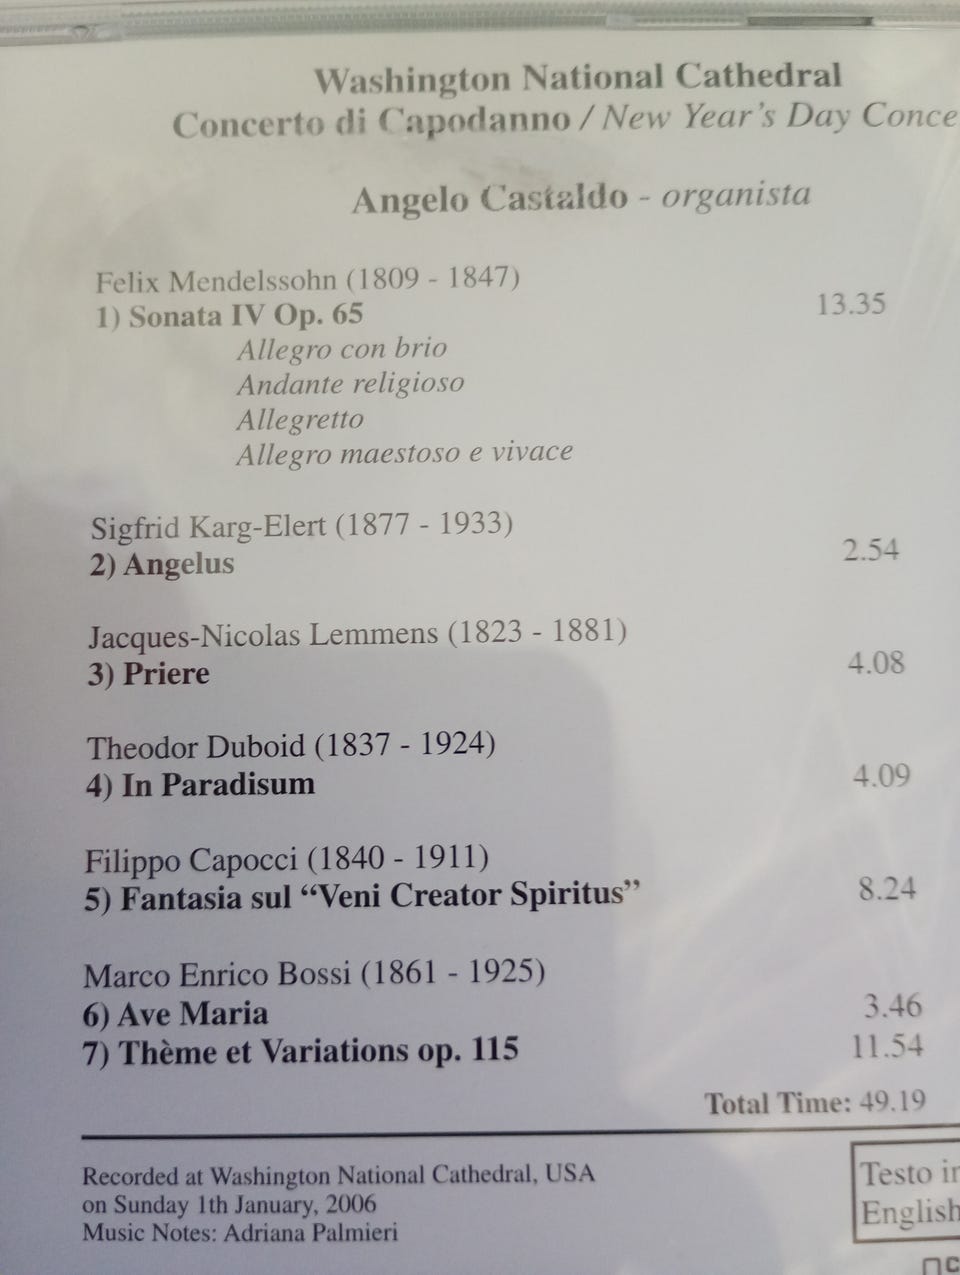 Washington National Cathedral
Concerto di Capodanno / New Year's Day Conce
Angelo Castaldo - organista
Felix Mendelssohn (1809 - 1847)
1) Sonata IV Op. 65 13.35
Allegro con brio
Andante religioso
Allegretto
Allegro maestoso e vivace
Sigfrid Karg-Elert (1877 - 1933)
2) Angelus 2.54
Jacques-Nicolas Lemmens (1823 - 1881)
3) Priere 4.08
Theodor Duboid (1837 - 1924)
4) In Paradisum 4.09
Filippo Capocci (1840 - 1911)
5) Fantasia sul “Veni Creator Spiritus” 8.24
Marco Enrico Bossi (1861 - 1925)
6) Ave Maria 3.46
7) Thème et Variations op. 115 11.54
Total Time: 49.19
Recorded at Washington National Cathedral, USA
on Sunday 1th January, 2006
Music Notes: Adriana Palmieri
Testo in
English